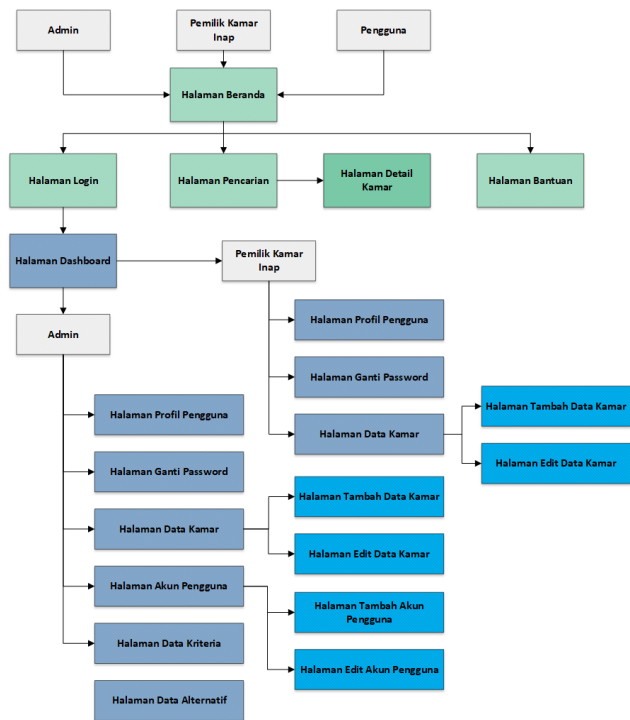 Admin
Pemilik Kamar
Inap
Pengguna
Halaman Beranda
Halaman Login
Halaman Pencarian
Halaman Detail
Kamar
Halaman Bantuan
Halaman Dashboard
Pemilik Kamar
Inap
Admin
Halaman Profil Pengguna
Halaman Ganti Password
Halaman Data Kamar
Halaman Tambah Data Kamar
Halaman Edit Data Kamar
Halaman Profil Pengguna
Halaman Ganti Password
Halaman Data Kamar
Halaman Tambah Data Kamar
Halaman Edit Data Kamar
Halaman Akun Pengguna
Halaman Tambah Akun
Pengguna
Halaman Edit Akun Pengguna
Halaman Data Kriteria
Halaman Data Alternatif